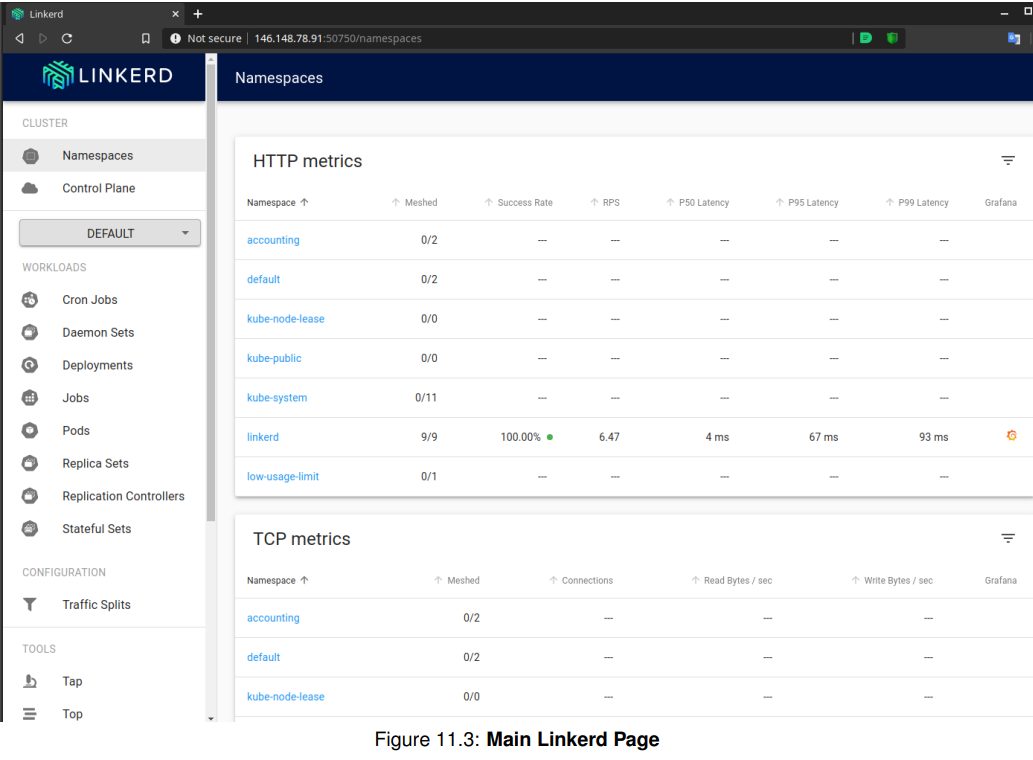 Linkerd
Not secure | 146.148.78.91:50750/namespaces
LINKERD
Namespaces
CLUSTER
Namespaces
Control Plane
DEFAULT
WORKLOADS
Cron Jobs
Daemon Sets
Deployments
Jobs
Pods
Replica Sets
Replication Controllers
Stateful Sets
CONFIGURATION
Traffic Splits
TOOLS
Tap
Top
HTTP metrics
Namespace ↑ ↑ Meshed ↑ Success Rate ↑ RPS ↑ P50 Latency ↑ P95 Latency ↑ P99 Latency Grafana
accounting 0/2 --- --- --- --- ---
default 0/2 --- --- --- --- ---
kube-node-lease 0/0 --- --- --- --- ---
kube-public 0/0 --- --- --- --- ---
kube-system 0/11 --- --- --- --- ---
linkerd 9/9 100.00% 6.47 4 ms 67 ms 93 ms
low-usage-limit 0/1 --- --- --- --- ---
TCP metrics
Namespace ↑ ↑ Meshed ↑ Connections ↑ Read Bytes / sec ↑ Write Bytes / sec Grafana
accounting 0/2 --- --- ---
default 0/2 --- --- ---
kube-node-lease 0/0 --- --- ---
Figure 11.3: Main Linkerd Page